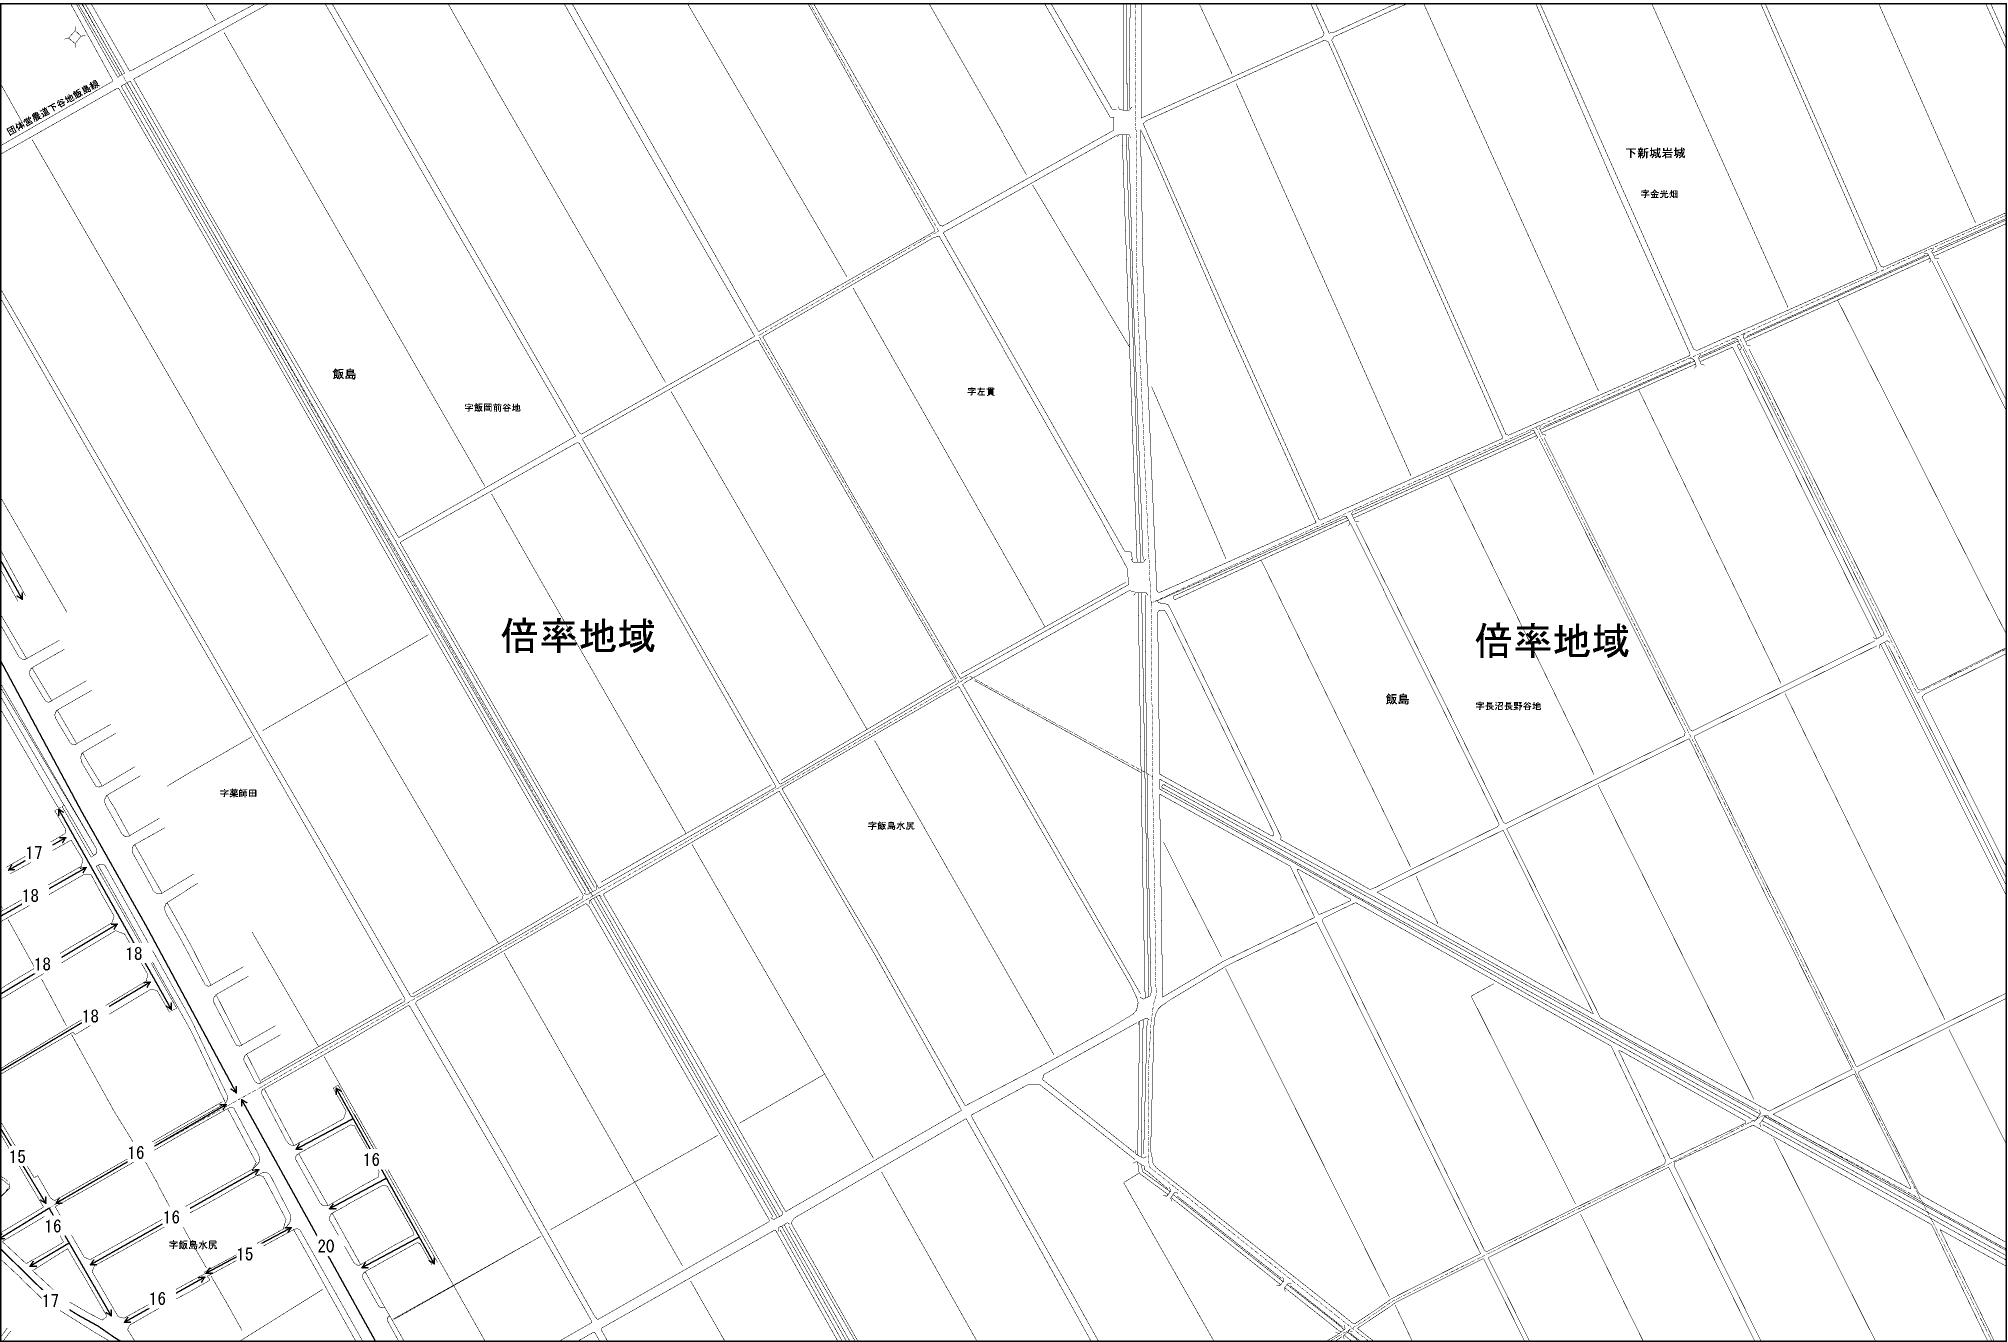 団体営農道下谷地飯島線
下新城岩城
字金光畑
飯島
字飯岡前谷地
字左貫
倍率地域
倍率地域
飯島
字長沼長野谷地
字薬師田
字飯島水尻
17
18
18
18
18
15
16
16
16
16
字飯島水尻
15
20
16
17